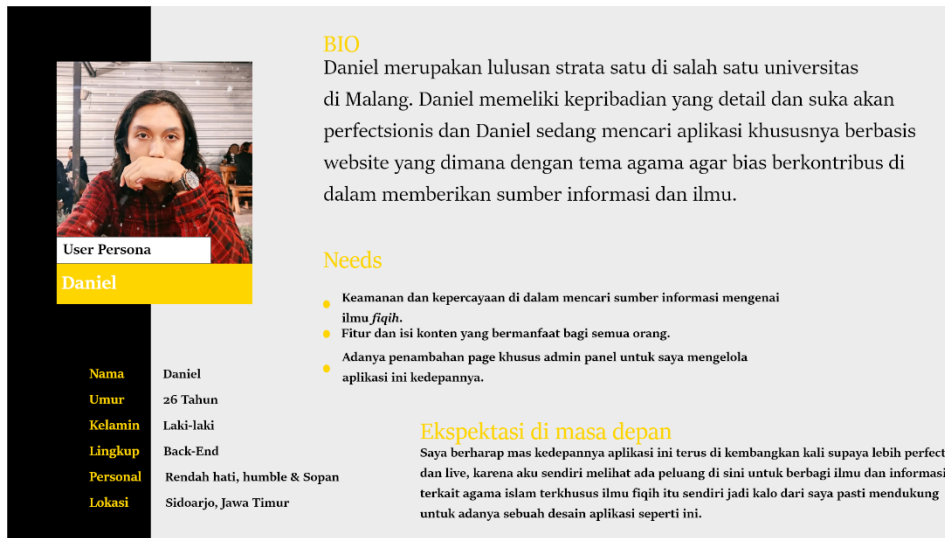 BIO
Daniel merupakan lulusan strata satu di salah satu universitas
di Malang. Daniel memeliki kepribadian yang detail dan suka akan
perfectsionis dan Daniel sedang mencari aplikasi khususnya berbasis
website yang dimana dengan tema agama agar bias berkontribus di
dalam memberikan sumber informasi dan ilmu.
User Persona
Daniel
Needs
Keamanan dan kepercayaan di dalam mencari sumber informasi mengenai
ilmu fiqih.
Fitur dan isi konten yang bermanfaat bagi semua orang.
Adanya penambahan page khusus admin panel untuk saya mengelola
aplikasi ini kedepannya.
Nama Daniel
Umur 26 Tahun
Kelamin Laki-laki
Lingkup Back-End
Personal Rendah hati, humble & Sopan
Lokasi Sidoarjo, Jawa Timur
Ekspektasi di masa depan
Saya berharap mas kedepannya aplikasi ini terus di kembangkan kali supaya lebih perfect
dan live, karena aku sendiri melihat ada peluang di sini untuk berbagi ilmu dan informasi
terkait agama islam terkhusus ilmu fiqih itu sendiri jadi kalo dari saya pasti mendukung
untuk adanya sebuah desain aplikasi seperti ini.